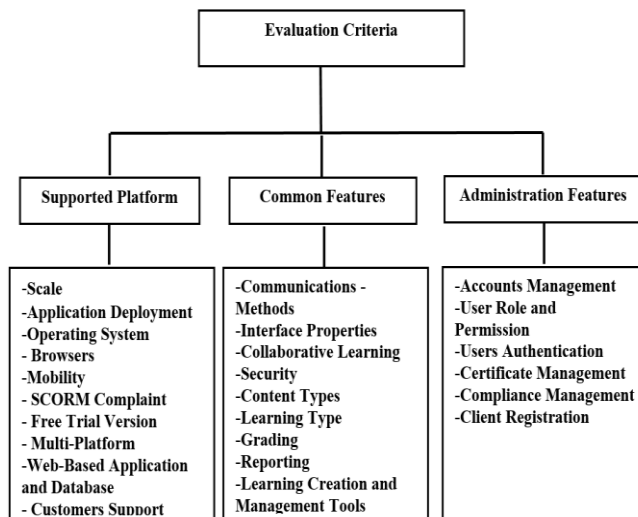 Evaluation Criteria
Supported Platform
Common Features
Administration Features
-Scale
-Application Deployment
-Operating System
- Browsers
-Mobility
- SCORM Complaint
- Free Trial Version
- Multi-Platform
-Web-Based Application
and Database
- Customers Support
-Communications -
Methods
-Interface Properties
-Collaborative Learning
-Security
-Content Types
-Learning Type
-Grading
-Reporting
-Learning Creation and
Management Tools
-Accounts Management
-User Role and
Permission
-Users Authentication
-Certificate Management
-Compliance Management
-Client Registration